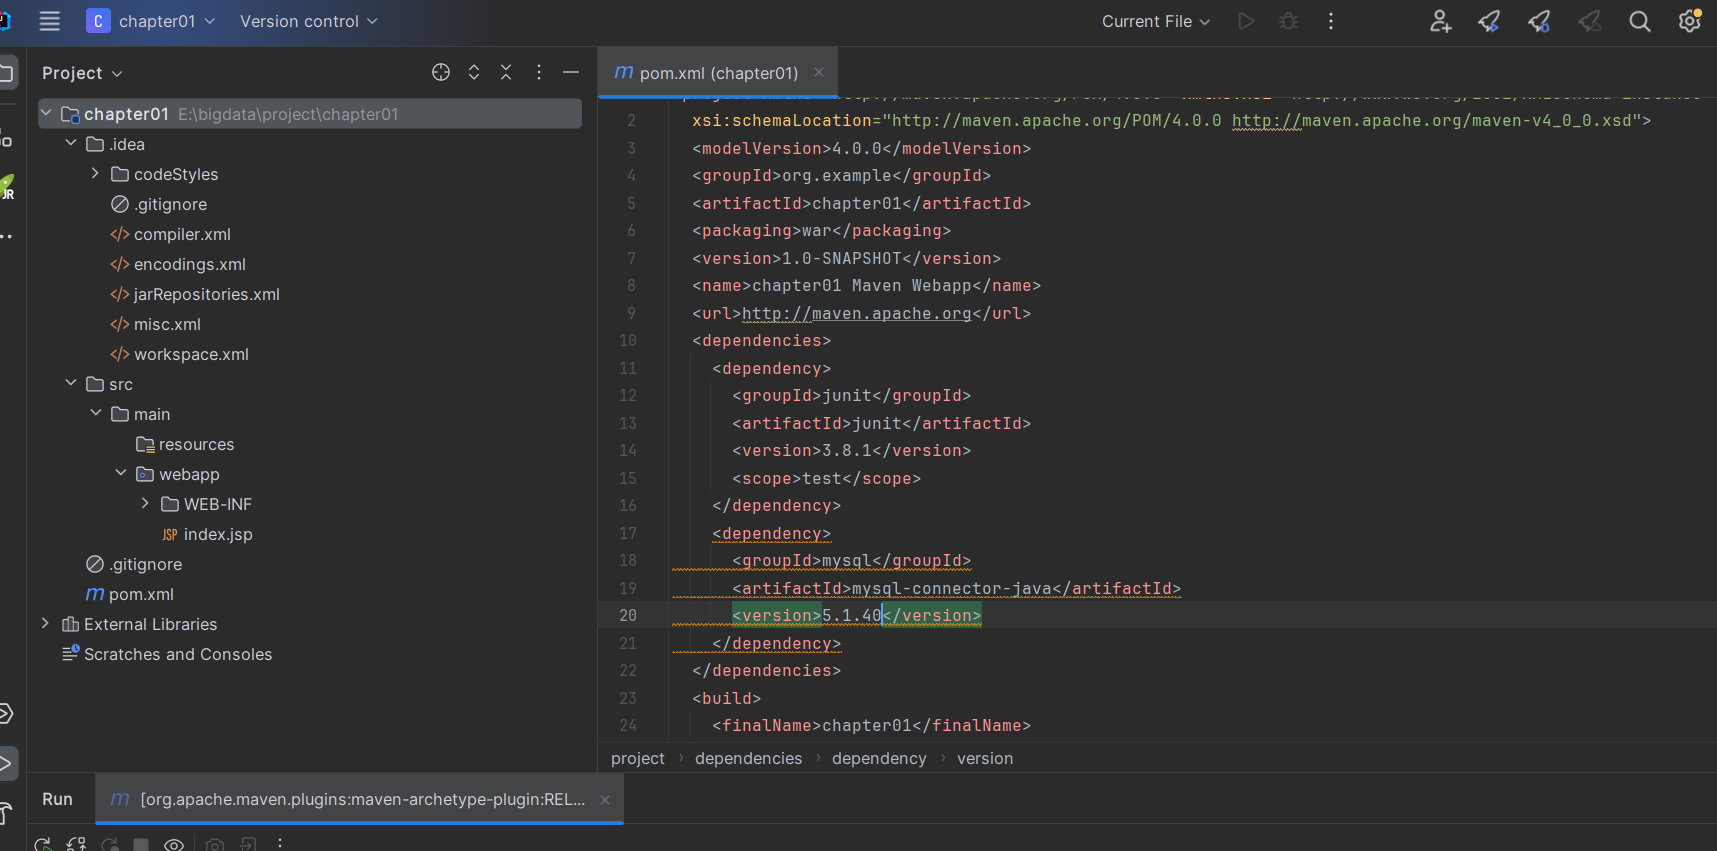 C chapter01 Version control Current File
Project
pom.xml (chapter01)
chapter01 E:\bigdata\project\chapter01
.idea
codeStyles
.gitignore
compiler.xml
encodings.xml
jarRepositories.xml
misc.xml
workspace.xml
src
main
resources
webapp
WEB-INF
JSP index.jsp
.gitignore
m pom.xml
External Libraries
Scratches and Consoles
JR
2 xsi:schemaLocation="http://maven.apache.org/POM/4.0.0 http://maven.apache.org/maven-v4_0_0.xsd">
3 <modelVersion>4.0.0</modelVersion>
4 <groupId>org.example</groupId>
5 <artifactId>chapter01</artifactId>
6 <packaging>war</packaging>
7 <version>1.0-SNAPSHOT</version>
8 <name>chapter01 Maven Webapp</name>
9 <url>http://maven.apache.org</url>
10 <dependencies>
11 <dependency>
12 <groupId>junit</groupId>
13 <artifactId>junit</artifactId>
14 <version>3.8.1</version>
15 <scope>test</scope>
16 </dependency>
17 <dependency>
18 <groupId>mysql</groupId>
19 <artifactId>mysql-connector-java</artifactId>
20 <version>5.1.40</version>
21 </dependency>
22 </dependencies>
23 <build>
24 <finalName>chapter01</finalName>
project › dependencies › dependency › version
Run m [org.apache.maven.plugins:maven-archetype-plugin:REL...